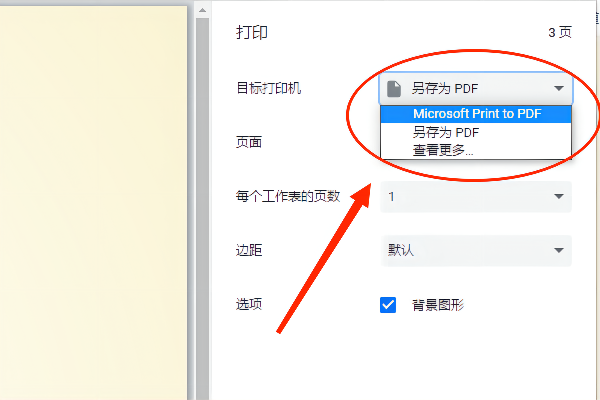 打印
3 页
目标打印机
另存为 PDF
Microsoft Print to PDF
另存为 PDF
查看更多...
页面
每个工作表的页数
1
边距
默认
选项
背景图形